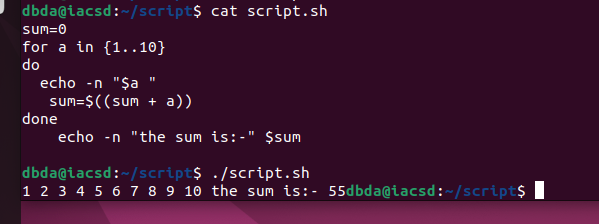 dbda@iacsd:~/script$ cat script.sh
sum=0
for a in {1..10}
do
  echo -n "$a "
   sum=$((sum + a))
done
    echo -n "the sum is:-" $sum

dbda@iacsd:~/script$ ./script.sh
1 2 3 4 5 6 7 8 9 10 the sum is:- 55dbda@iacsd:~/script$